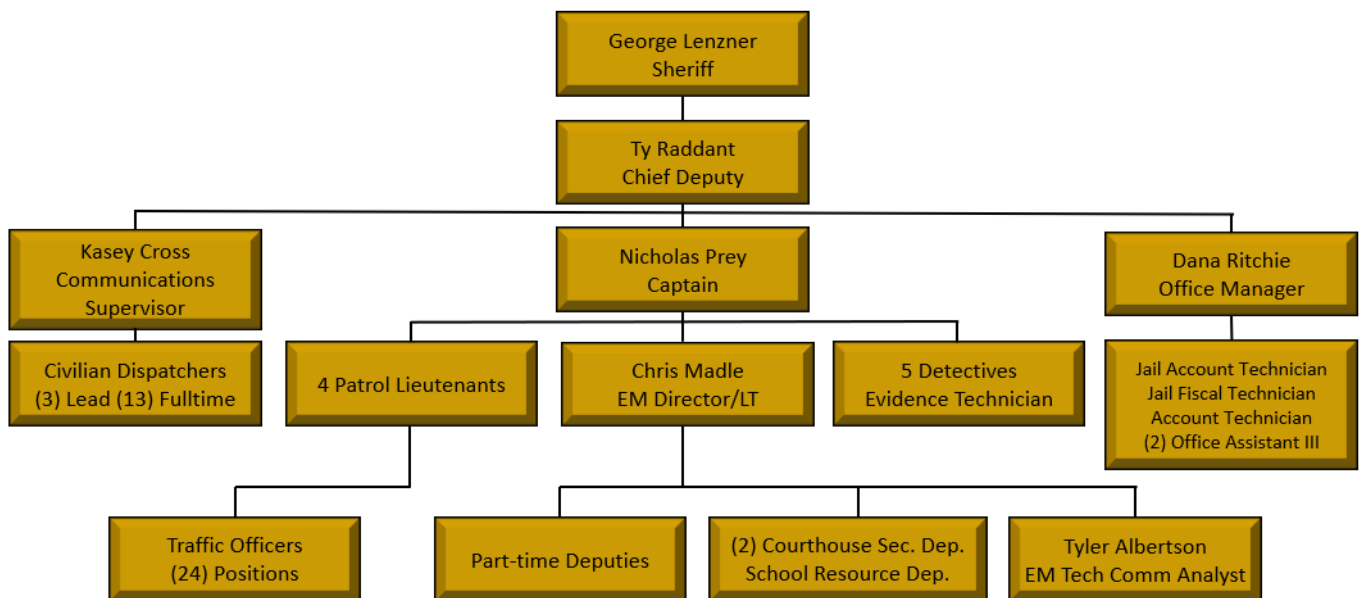 George Lenzner
Sheriff
Ty Raddant
Chief Deputy
Kasey Cross
Communications
Supervisor
Nicholas Prey
Captain
Dana Ritchie
Office Manager
Civilian Dispatchers
(3) Lead (13) Fulltime
4 Patrol Lieutenants
Chris Madle
EM Director/LT
5 Detectives
Evidence Technician
Jail Account Technician
Jail Fiscal Technician
Account Technician
(2) Office Assistant III
Traffic Officers
(24) Positions
Part-time Deputies
(2) Courthouse Sec. Dep.
School Resource Dep.
Tyler Albertson
EM Tech Comm Analyst